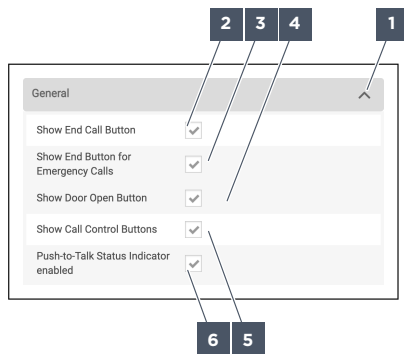 2 3 4 1
General
Show End Call Button
Show End Button for
Emergency Calls
Show Door Open Button
Show Call Control Buttons
Push-to-Talk Status Indicator
enabled
6 5